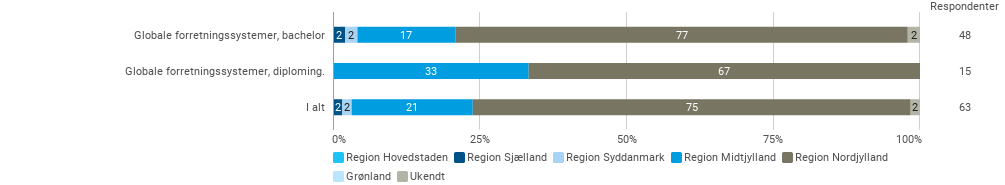 Respondenter
Globale forretningssystemer, bachelor 2 2 17 77 2 48
Globale forretningssystemer, diploming. 33 67 15
I alt 2 2 21 75 2 63
0% 25% 50% 75% 100%
Region Hovedstaden Region Sjælland Region Syddanmark Region Midtjylland Region Nordjylland
Grønland Ukendt